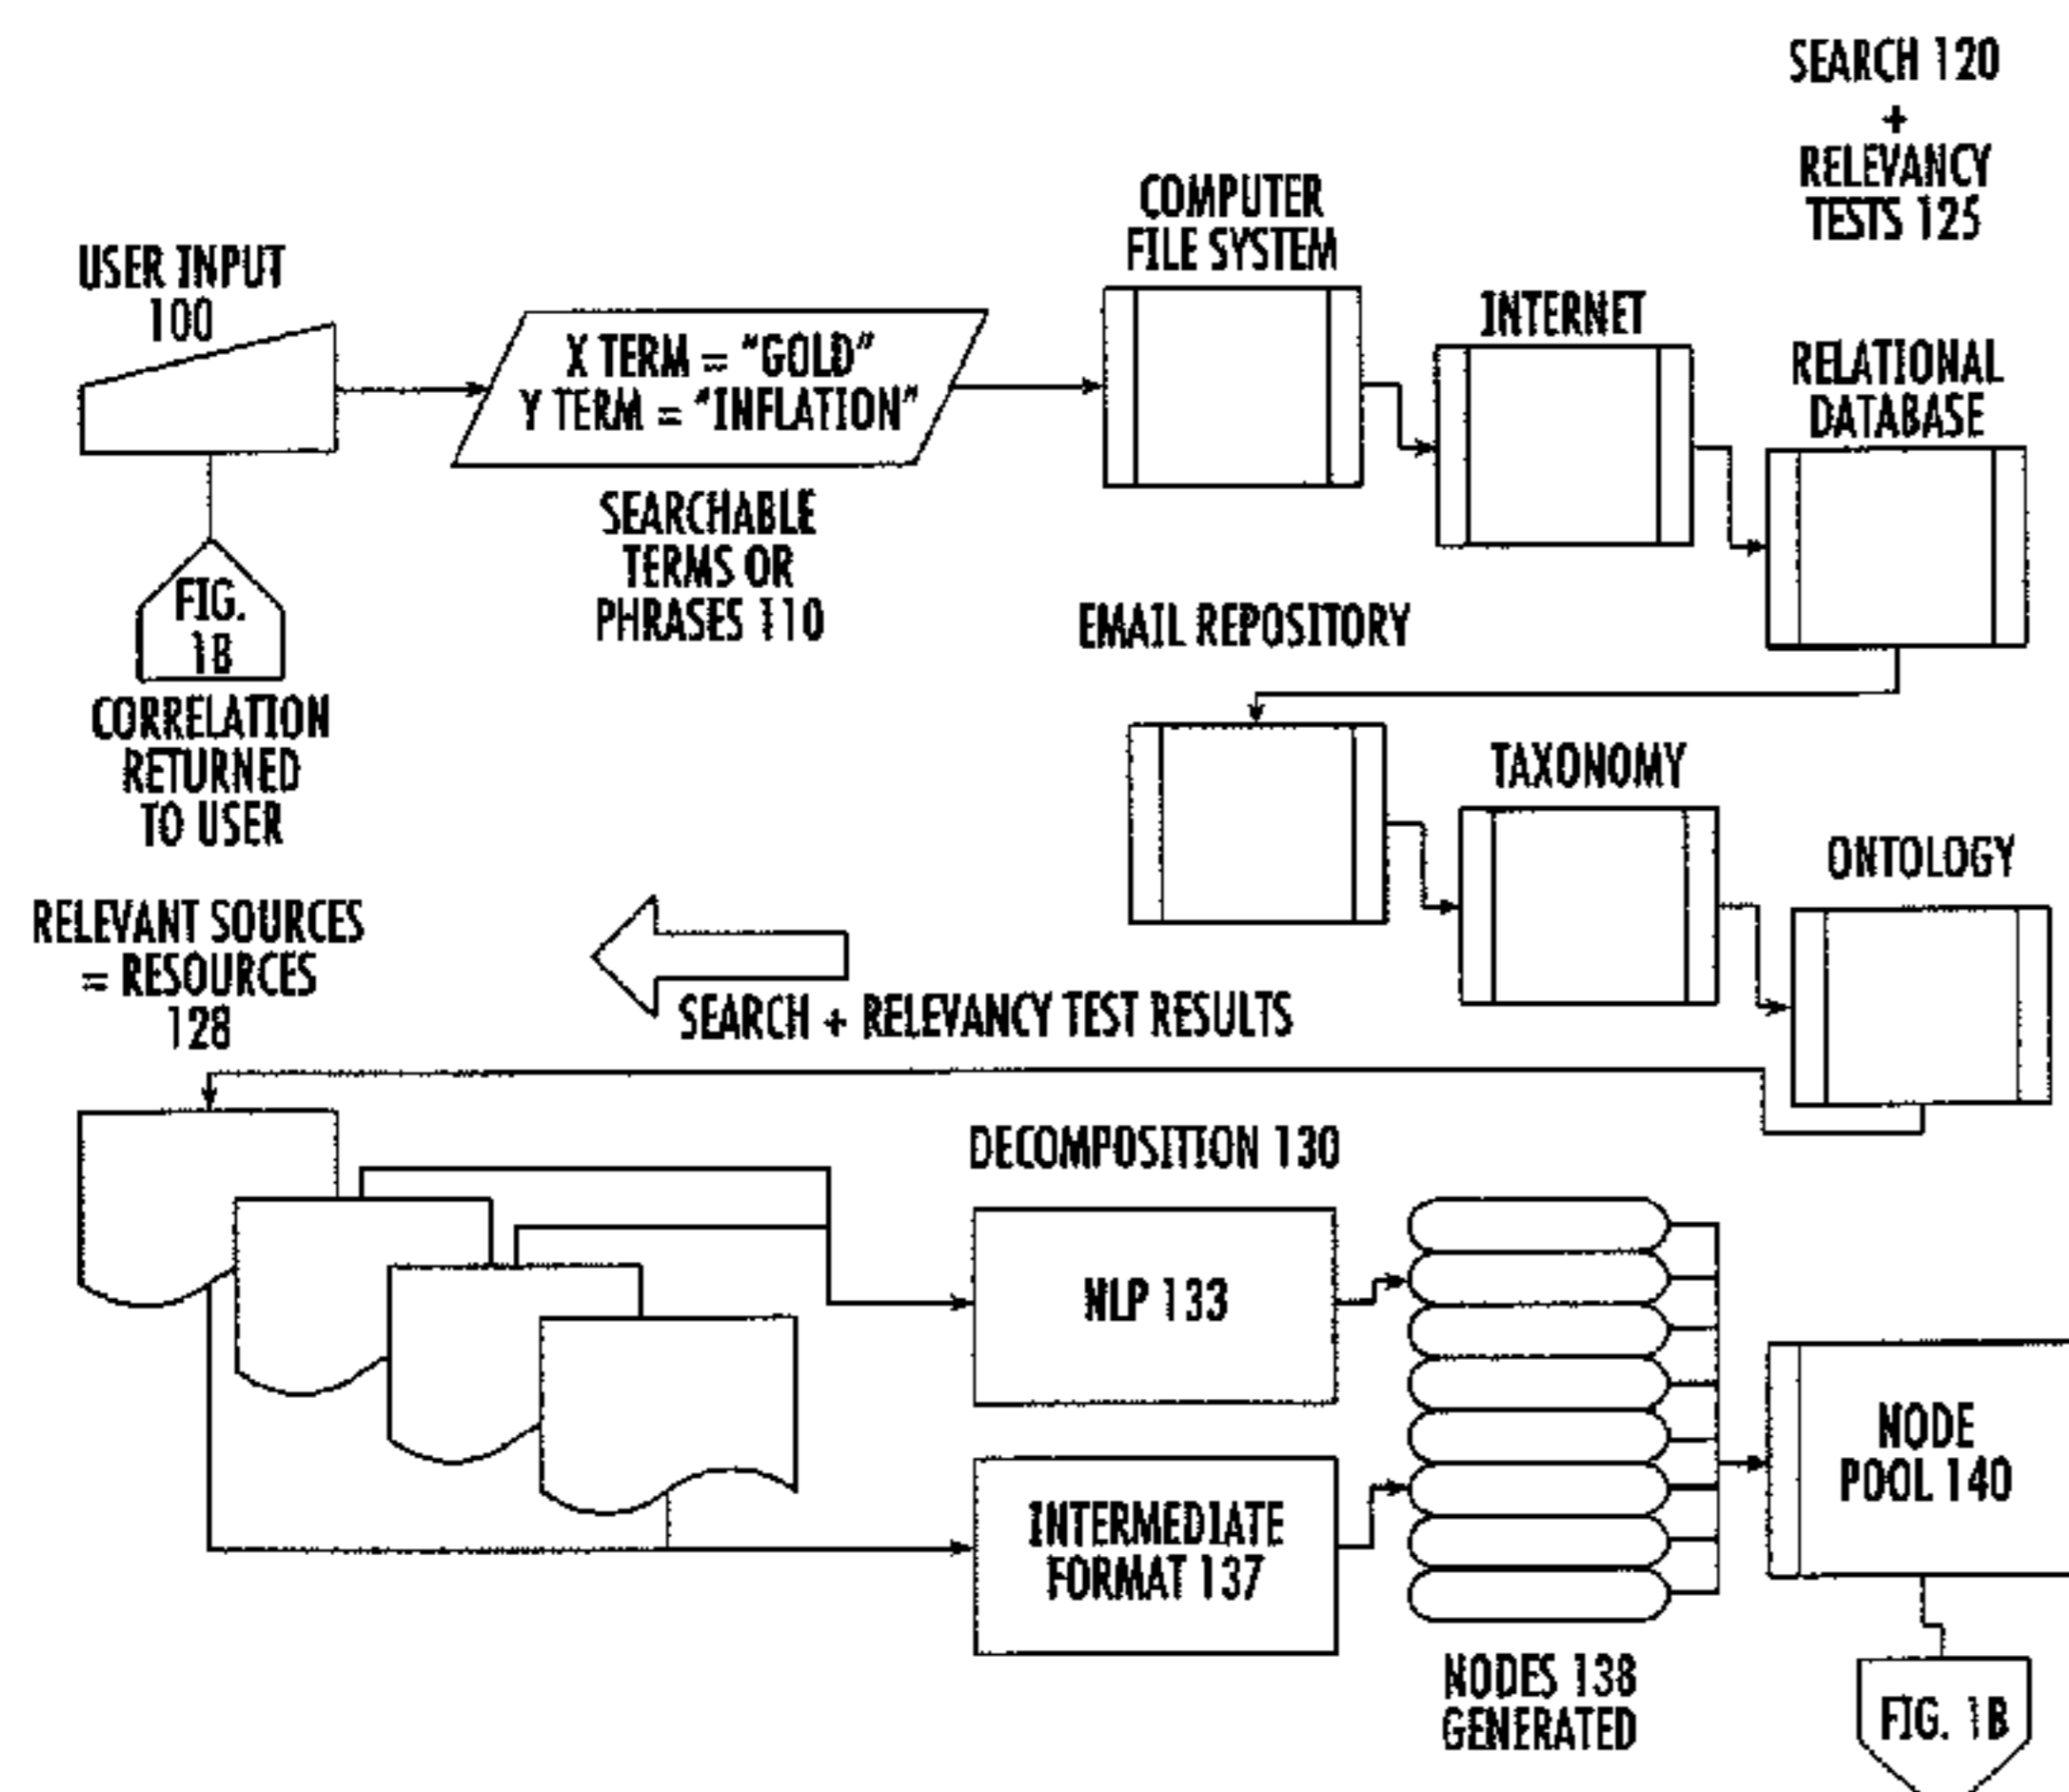 SEARCH 120
+
RELEVANCY
TESTS 125
COMPUTER
FILE SYSTEM
USER INPUT
100
INTERNET
X TERM = "GOLD"
Y TERM = "INFLATION"
RELATIONAL
DATABASE
SEARCHABLE
TERMS OR
PHRASES 110
FIG.
1B
EMAIL REPOSITORY
CORRELATION
RETURNED
TO USER
TAXONOMY
ONTOLOGY
RELEVANT SOURCES
= RESOURCES
128
SEARCH + RELEVANCY TEST RESULTS
DECOMPOSITION 130
NLP 133
NODE
POOL 140
INTERMEDIATE
FORMAT 137
NODES 138
GENERATED
FIG. 1B